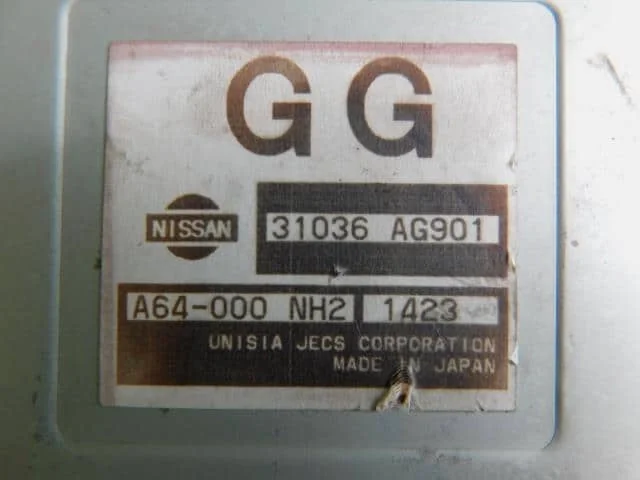 GG
NISSAN
31036 AG901
A64-000 NH2 1423
UNISIA JECS CORPORATION
MADE IN JAPAN